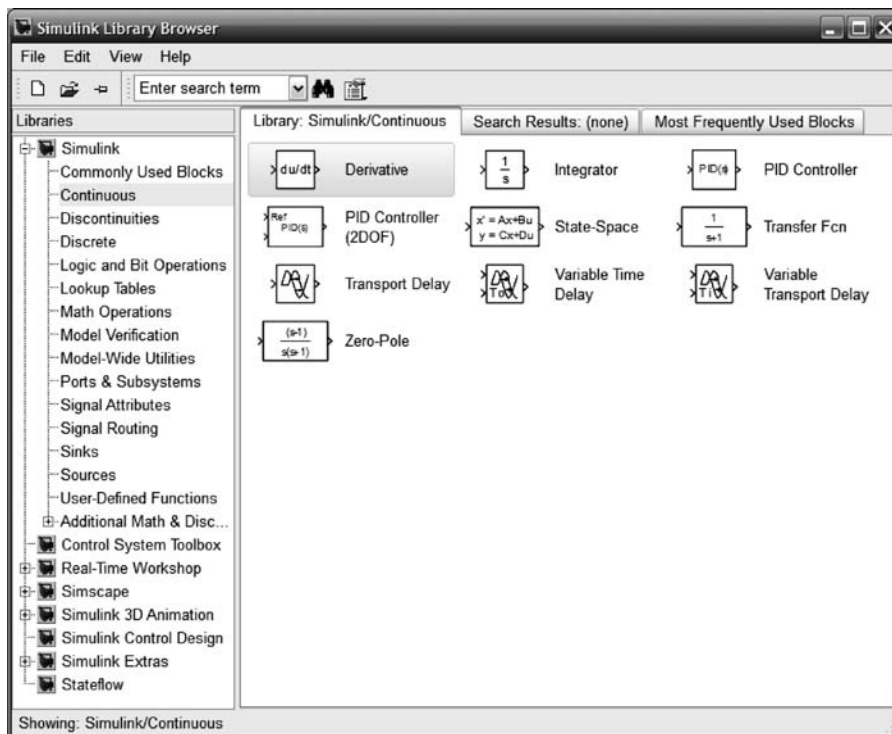 Simulink Library Browser
File Edit View Help
Enter search term
Libraries
Library: Simulink/Continuous
Search Results: (none)
Most Frequently Used Blocks
Simulink
Commonly Used Blocks
Continuous
Discontinuities
Discrete
Logic and Bit Operations
Lookup Tables
Math Operations
Model Verification
Model-Wide Utilities
Ports & Subsystems
Signal Attributes
Signal Routing
Sinks
Sources
User-Defined Functions
Additional Math & Disc...
Control System Toolbox
Real-Time Workshop
Simscape
Simulink 3D Animation
Simulink Control Design
Simulink Extras
Stateflow
du/dt
Derivative
1
s
Integrator
PID(s)
PID Controller
Ref
PID(s)
PID Controller
(2DOF)
x' = Ax+Bu
y = Cx+Du
State-Space
1
s+1
Transfer Fcn
Transport Delay
To
Variable Time
Delay
Ti
Variable
Transport Delay
(s-1)
s(s+1)
Zero-Pole
Showing: Simulink/Continuous